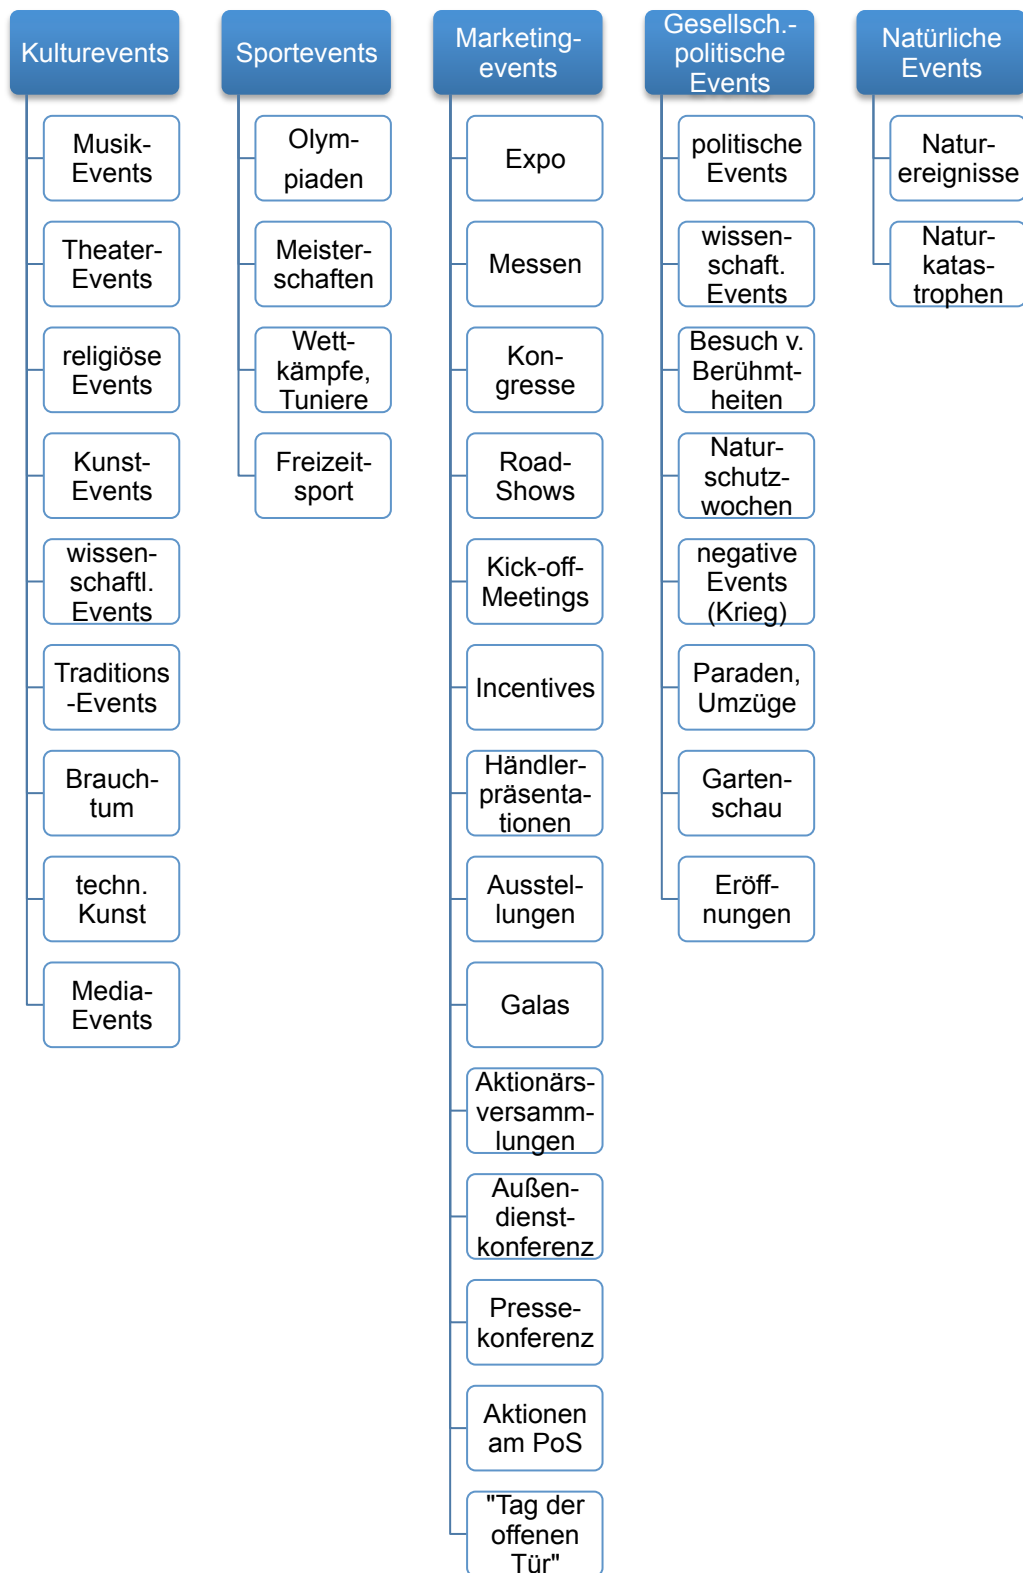 Kulturevents
Musik-
Events
Theater-
Events
religiöse
Events
Kunst-
Events
wissen-
schaftl.
Events
Traditions
-Events
Brauch-
tum
techn.
Kunst
Media-
Events
Sportevents
Olym-
piaden
Meister-
schaften
Wett-
kämpfe,
Tuniere
Freizeit-
sport
Marketing-
events
Expo
Messen
Kon-
gresse
Road-
Shows
Kick-off-
Meetings
Incentives
Händler-
präsenta-
tionen
Ausstel-
lungen
Galas
Aktionärs-
versamm-
lungen
Außen-
dienst-
konferenz
Presse-
konferenz
Aktionen
am PoS
"Tag der
offenen
Tür"
Gesellsch.-
politische
Events
politische
Events
wissen-
schaft.
Events
Besuch v.
Berühmt-
heiten
Natur-
schutz-
wochen
negative
Events
(Krieg)
Paraden,
Umzüge
Garten-
schau
Eröff-
nungen
Natürliche
Events
Natur-
ereignisse
Natur-
katas-
trophen